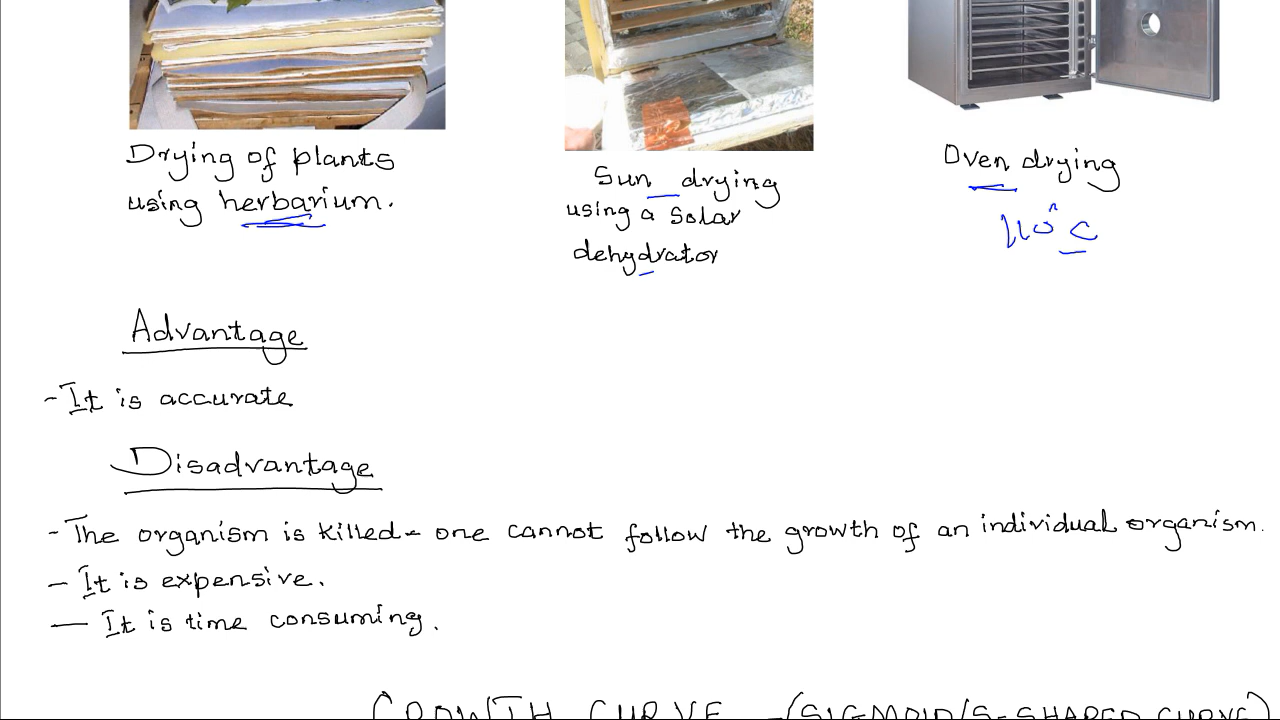 Drying of plants
using herbarium.
Sun drying
using a Solar
dehydrator
Oven drying
110°C
Advantage
- It is accurate
Disadvantage
- The organism is killed - one cannot follow the growth of an individual organism.
- It is expensive.
- It is time consuming.
GROWTH CURVE - (SIGMOID/S-SHAPED CURVE)